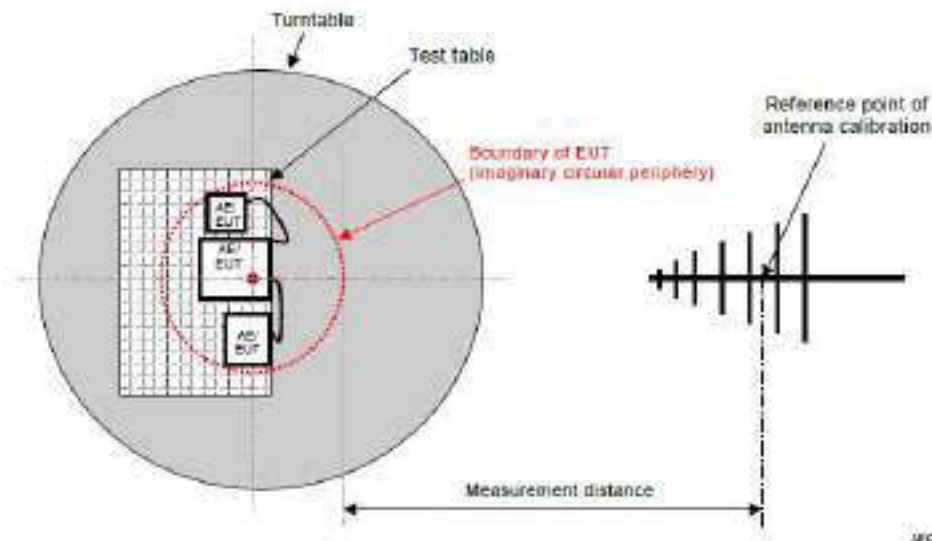 Turntable
Test table
Reference point of
antenna calibration
Boundary of EUT
(imaginary circular periphery)
AE/
EUT
AE/
EUT
AE/
EUT
Measurement distance